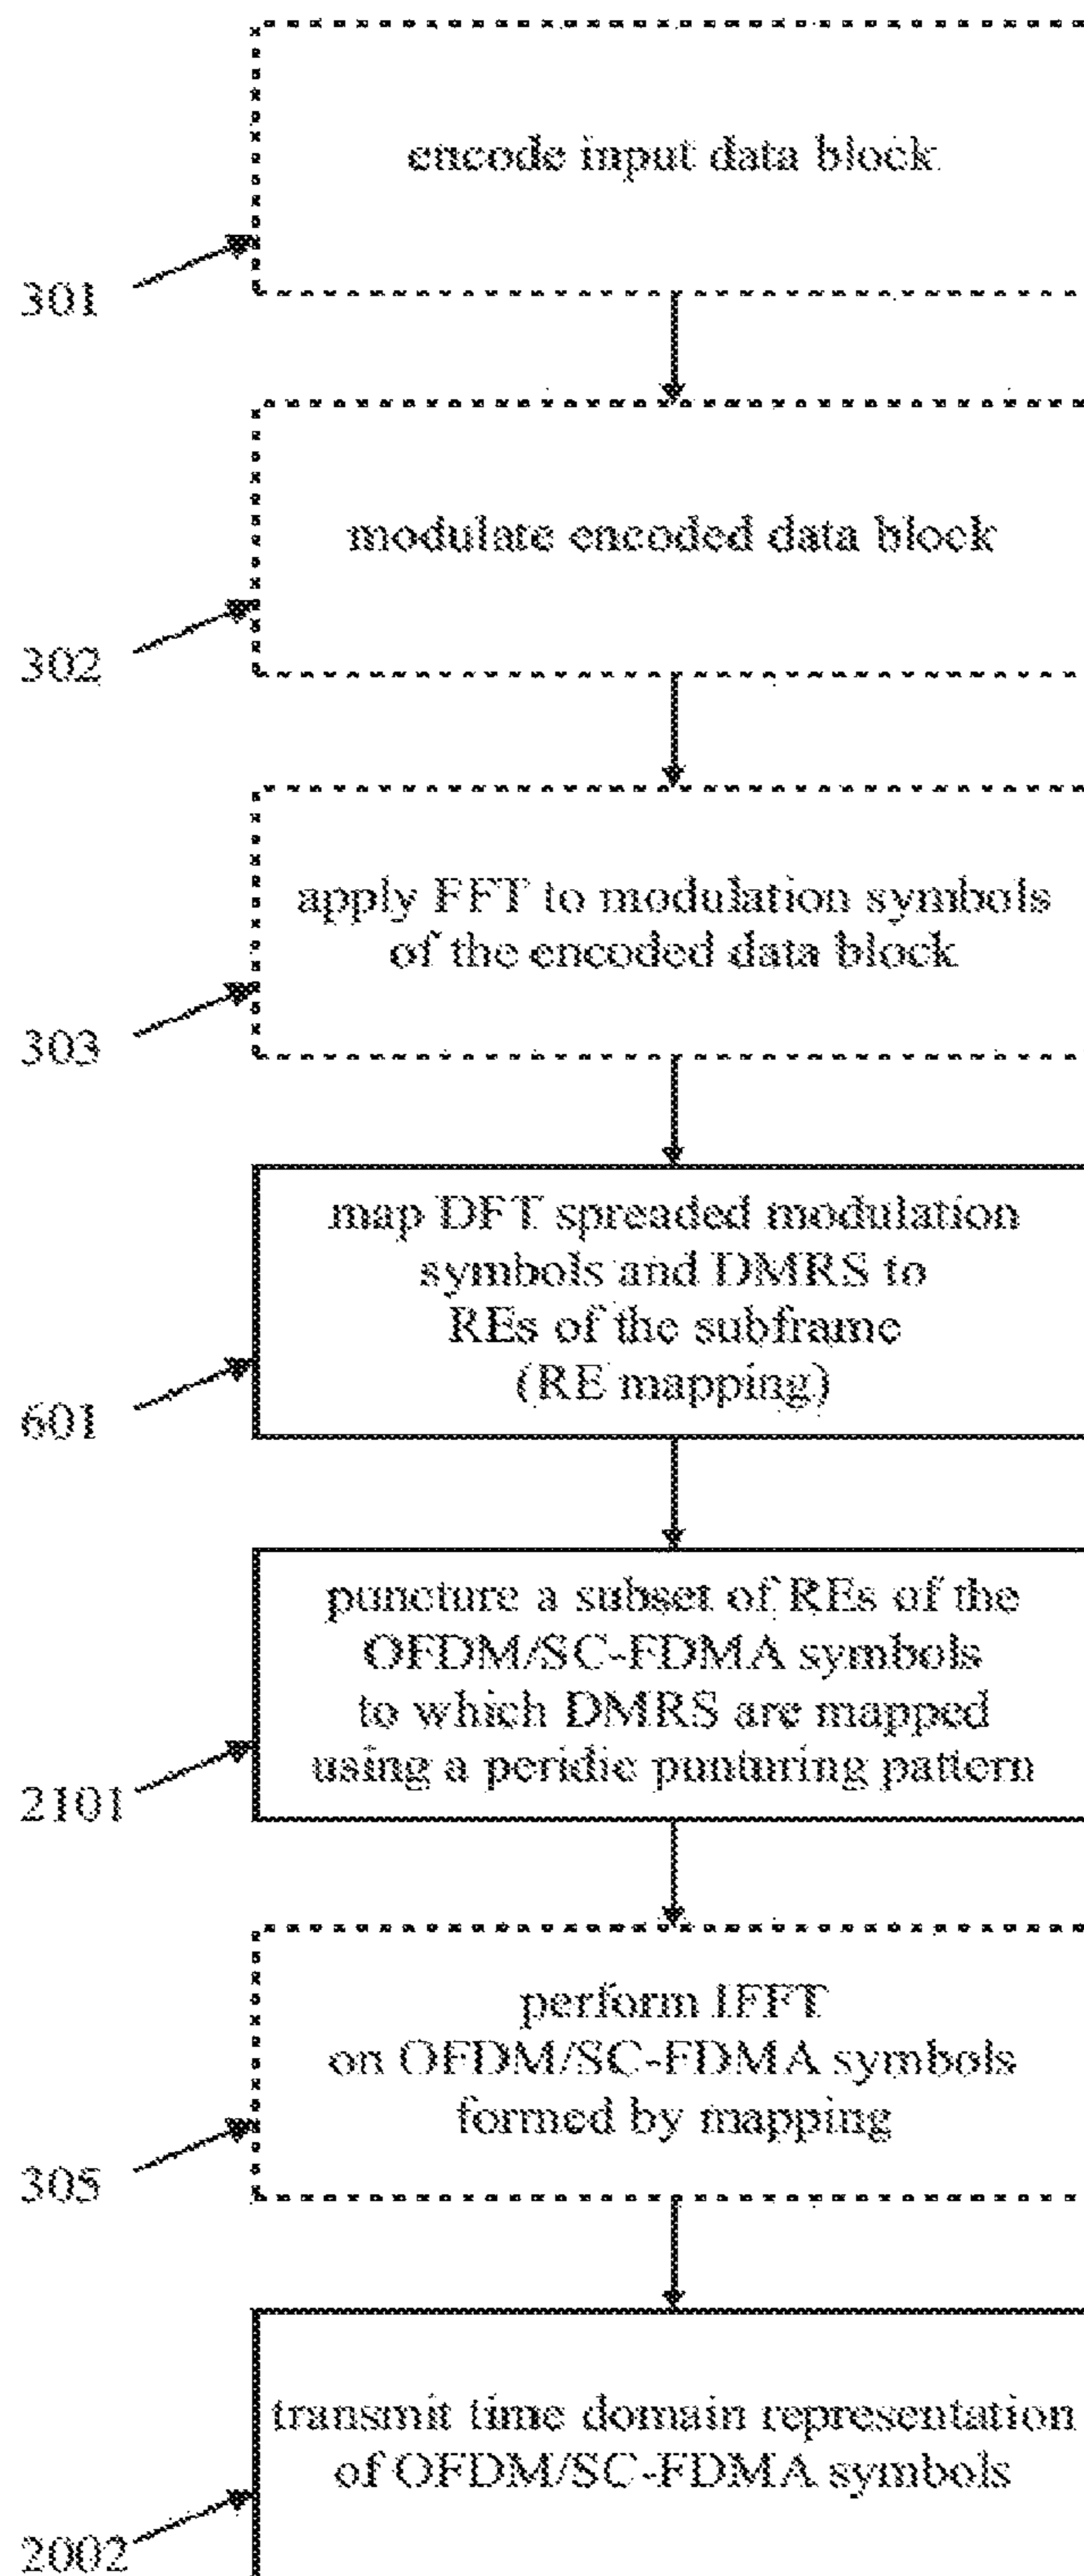 encode input data block
301
modulate encoded data block
302
apply FFT to modulation symbols
of the encoded data block
303
map DFT spreaded modulation
symbols and DMRS to
REs of the subframe
(RE mapping)
601
puncture a subset of REs of the
OFDM/SC-FDMA symbols
to which DMRS are mapped
using a peridic punturing pattern
2101
perform IFFT
on OFDM/SC-FDMA symbols
formed by mapping
305
transmit time domain representation
of OFDM/SC-FDMA symbols
2002